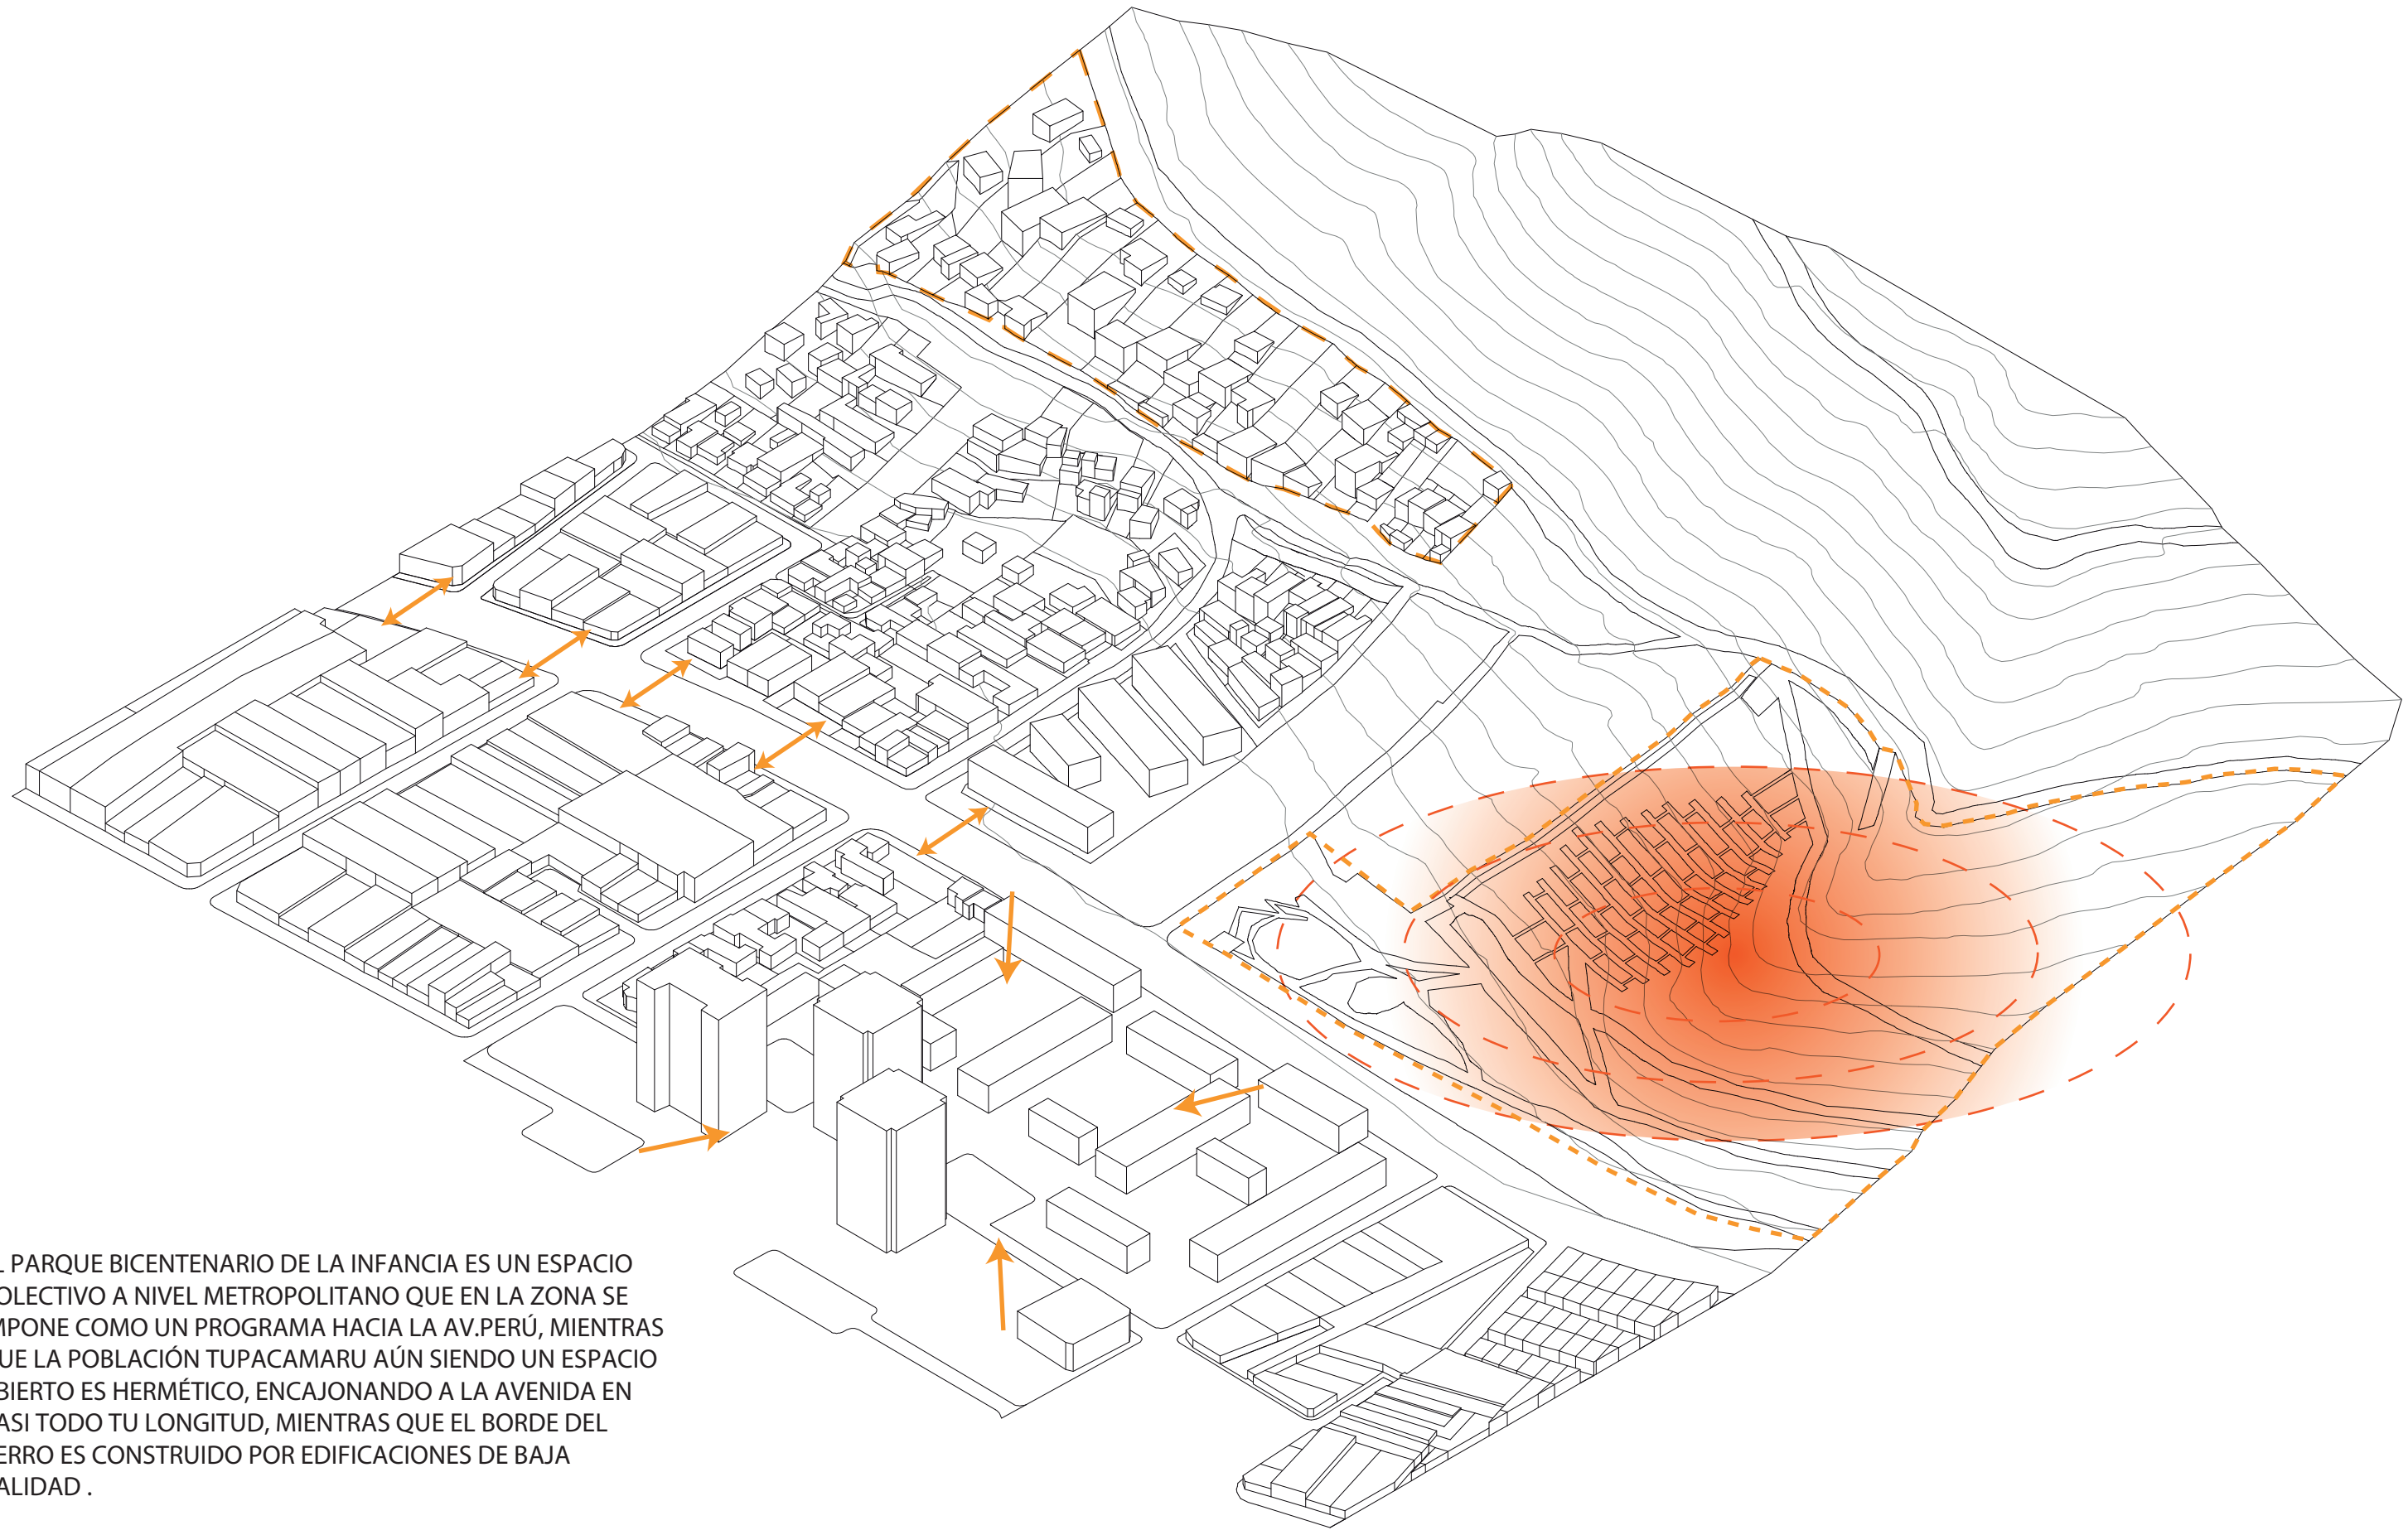 L PARQUE BICENTENARIO DE LA INFANCIA ES UN ESPACIO
OLECTIVO A NIVEL METROPOLITANO QUE EN LA ZONA SE
MPONE COMO UN PROGRAMA HACIA LA AV.PERÚ, MIENTRAS
UE LA POBLACIÓN TUPACAMARU AÚN SIENDO UN ESPACIO
BIERTO ES HERMÉTICO, ENCAJONANDO A LA AVENIDA EN
ASI TODO TU LONGITUD, MIENTRAS QUE EL BORDE DEL
ERRO ES CONSTRUIDO POR EDIFICACIONES DE BAJA
ALIDAD .